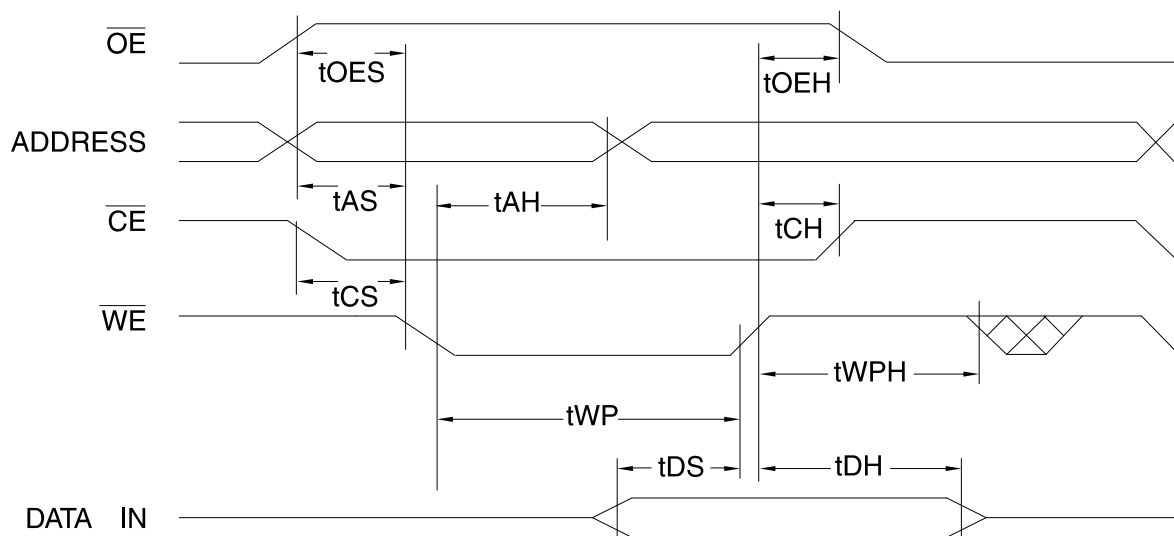 OE
tOES
tOEH
ADDRESS
tAS
tAH
CE
tCH
tCS
WE
tWPH
tWP
tDS
tDH
DATA IN